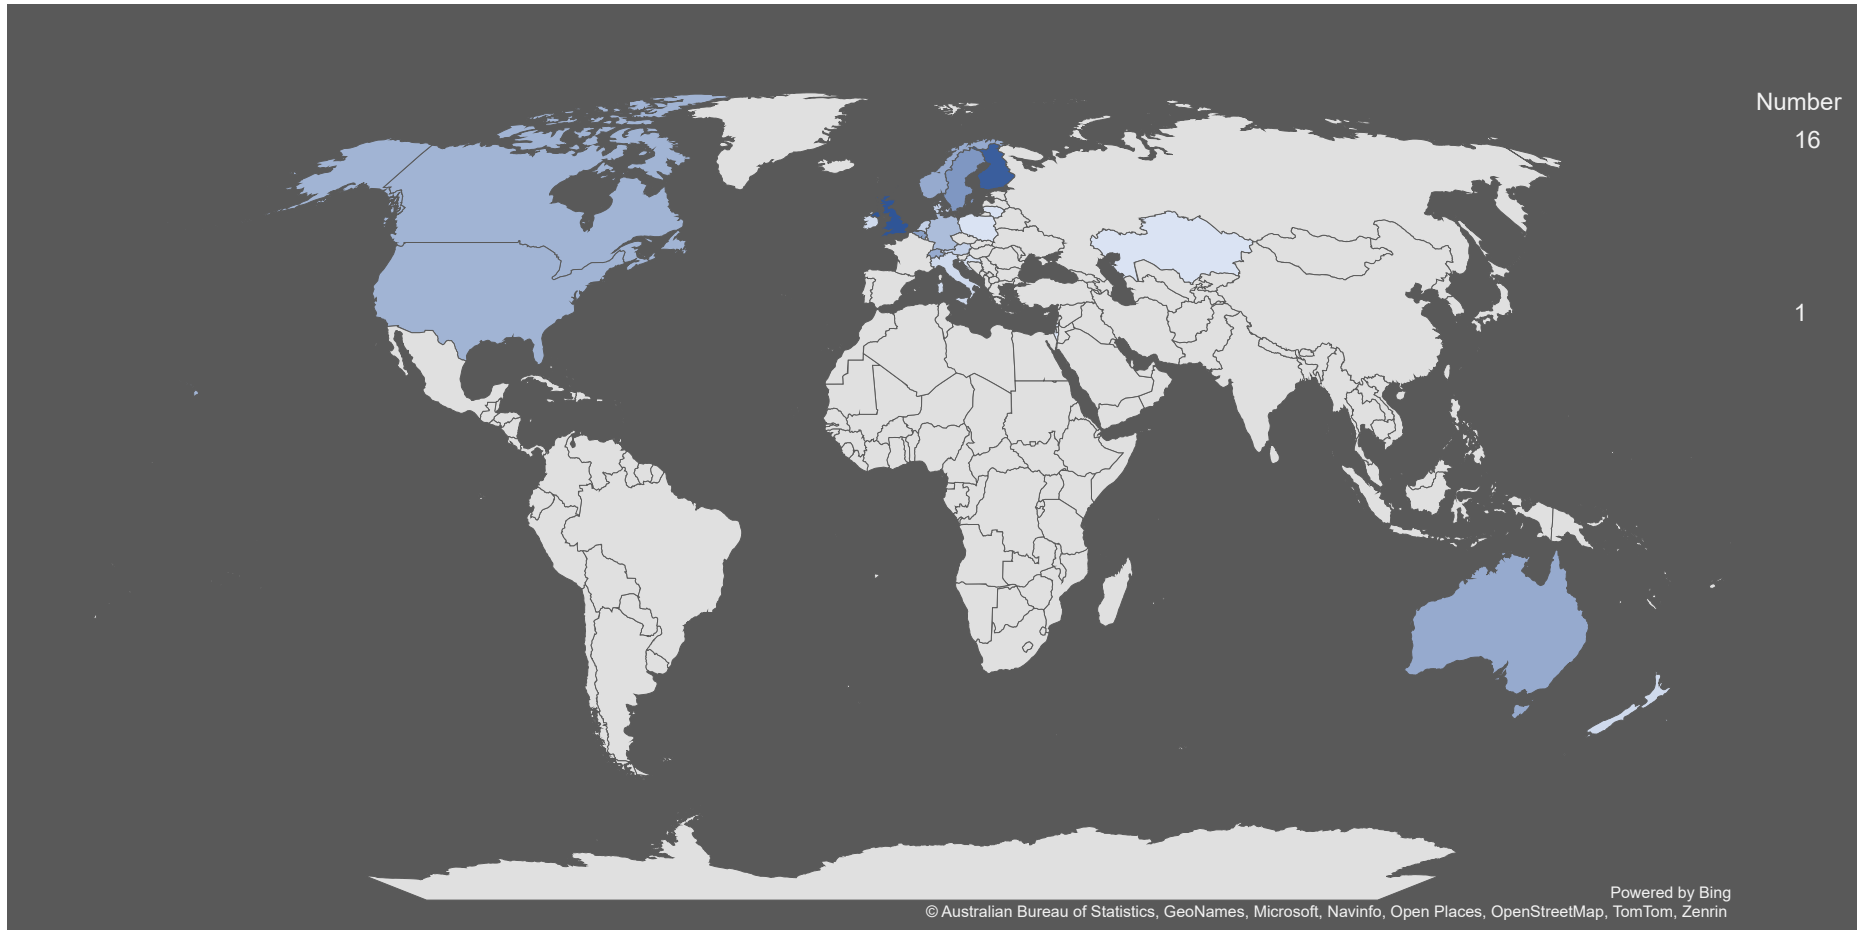 Number
16
1
Powered by Bing
© Australian Bureau of Statistics, GeoNames, Microsoft, Navinfo, Open Places, OpenStreetMap, TomTom, Zenrin